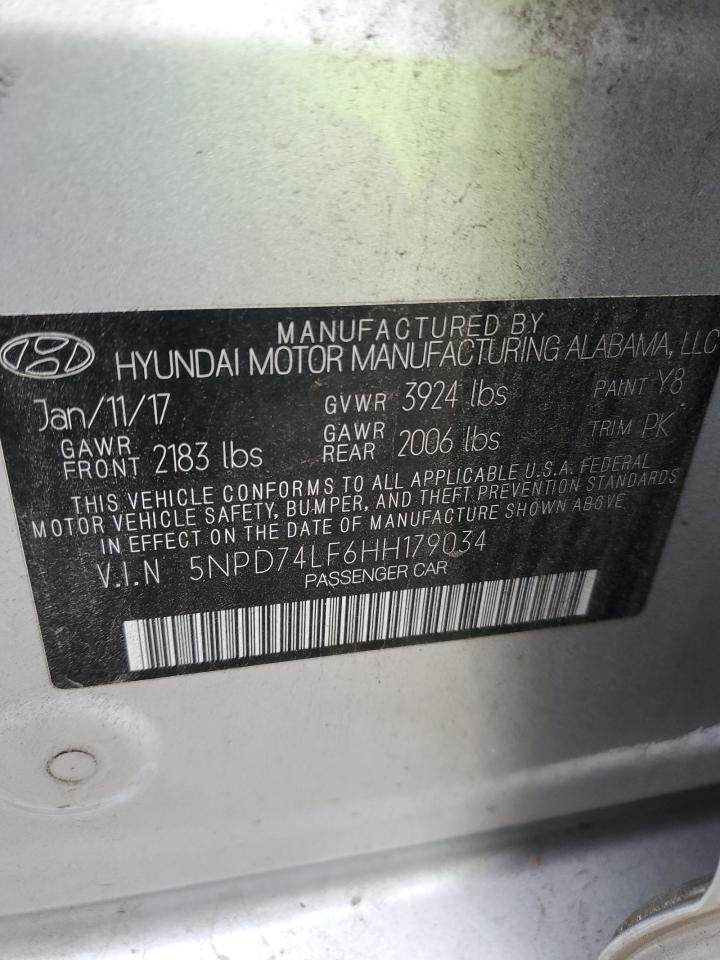 MANUFACTURED BY
HYUNDAI MOTOR MANUFACTURING ALABAMA, LLC
Jan/11/17 GVWR 3924 lbs PAINT Y8
GAWR FRONT 2183 lbs GAWR REAR 2006 lbs TRIM PK
THIS VEHICLE CONFORMS TO ALL APPLICABLE U.S.A. FEDERAL
MOTOR VEHICLE SAFETY, BUMPER, AND THEFT PREVENTION STANDARDS
IN EFFECT ON THE DATE OF MANUFACTURE SHOWN ABOVE
V.I.N 5NPD74LF6HH179034
PASSENGER CAR